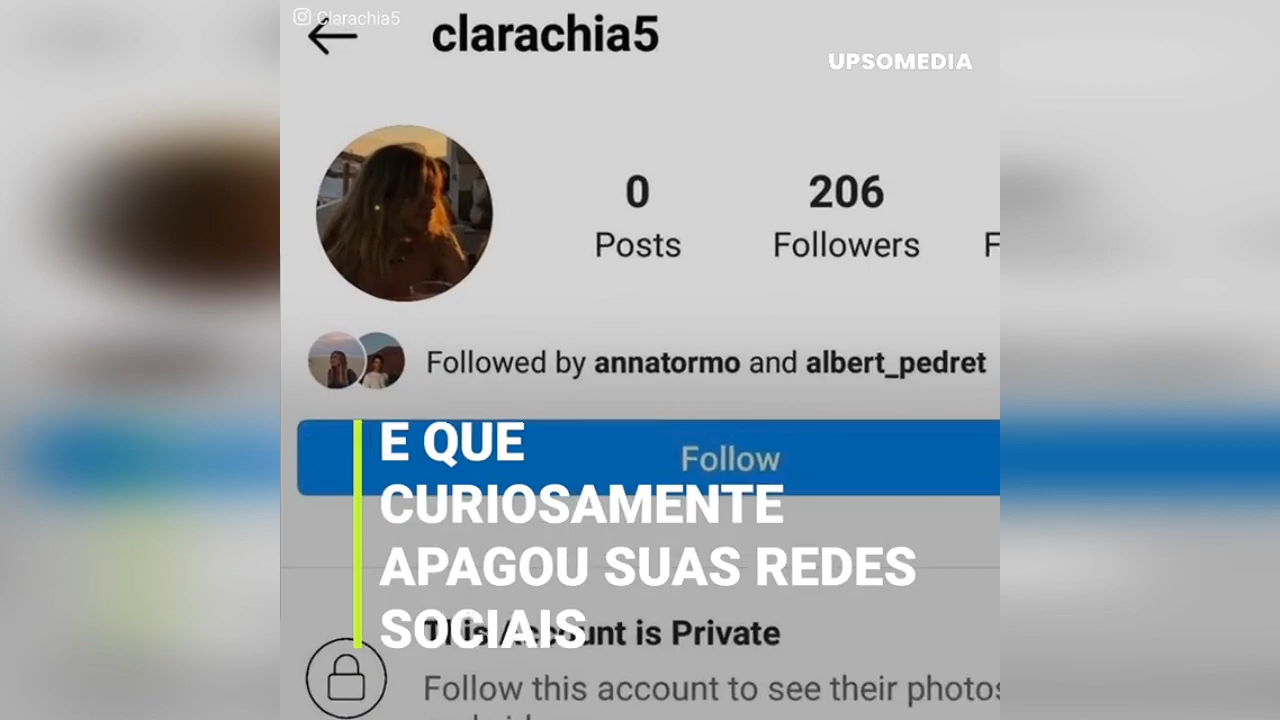 Clarachia5
clarachia5
UPSOMEDIA
0
206
Posts
Followers
F
Followed by annatormo and albert_pedret
Follow
E QUE
CURIOSAMENTE
APAGOU SUAS REDES
SOCIAIS
This Account is Private
Follow this account to see their photos